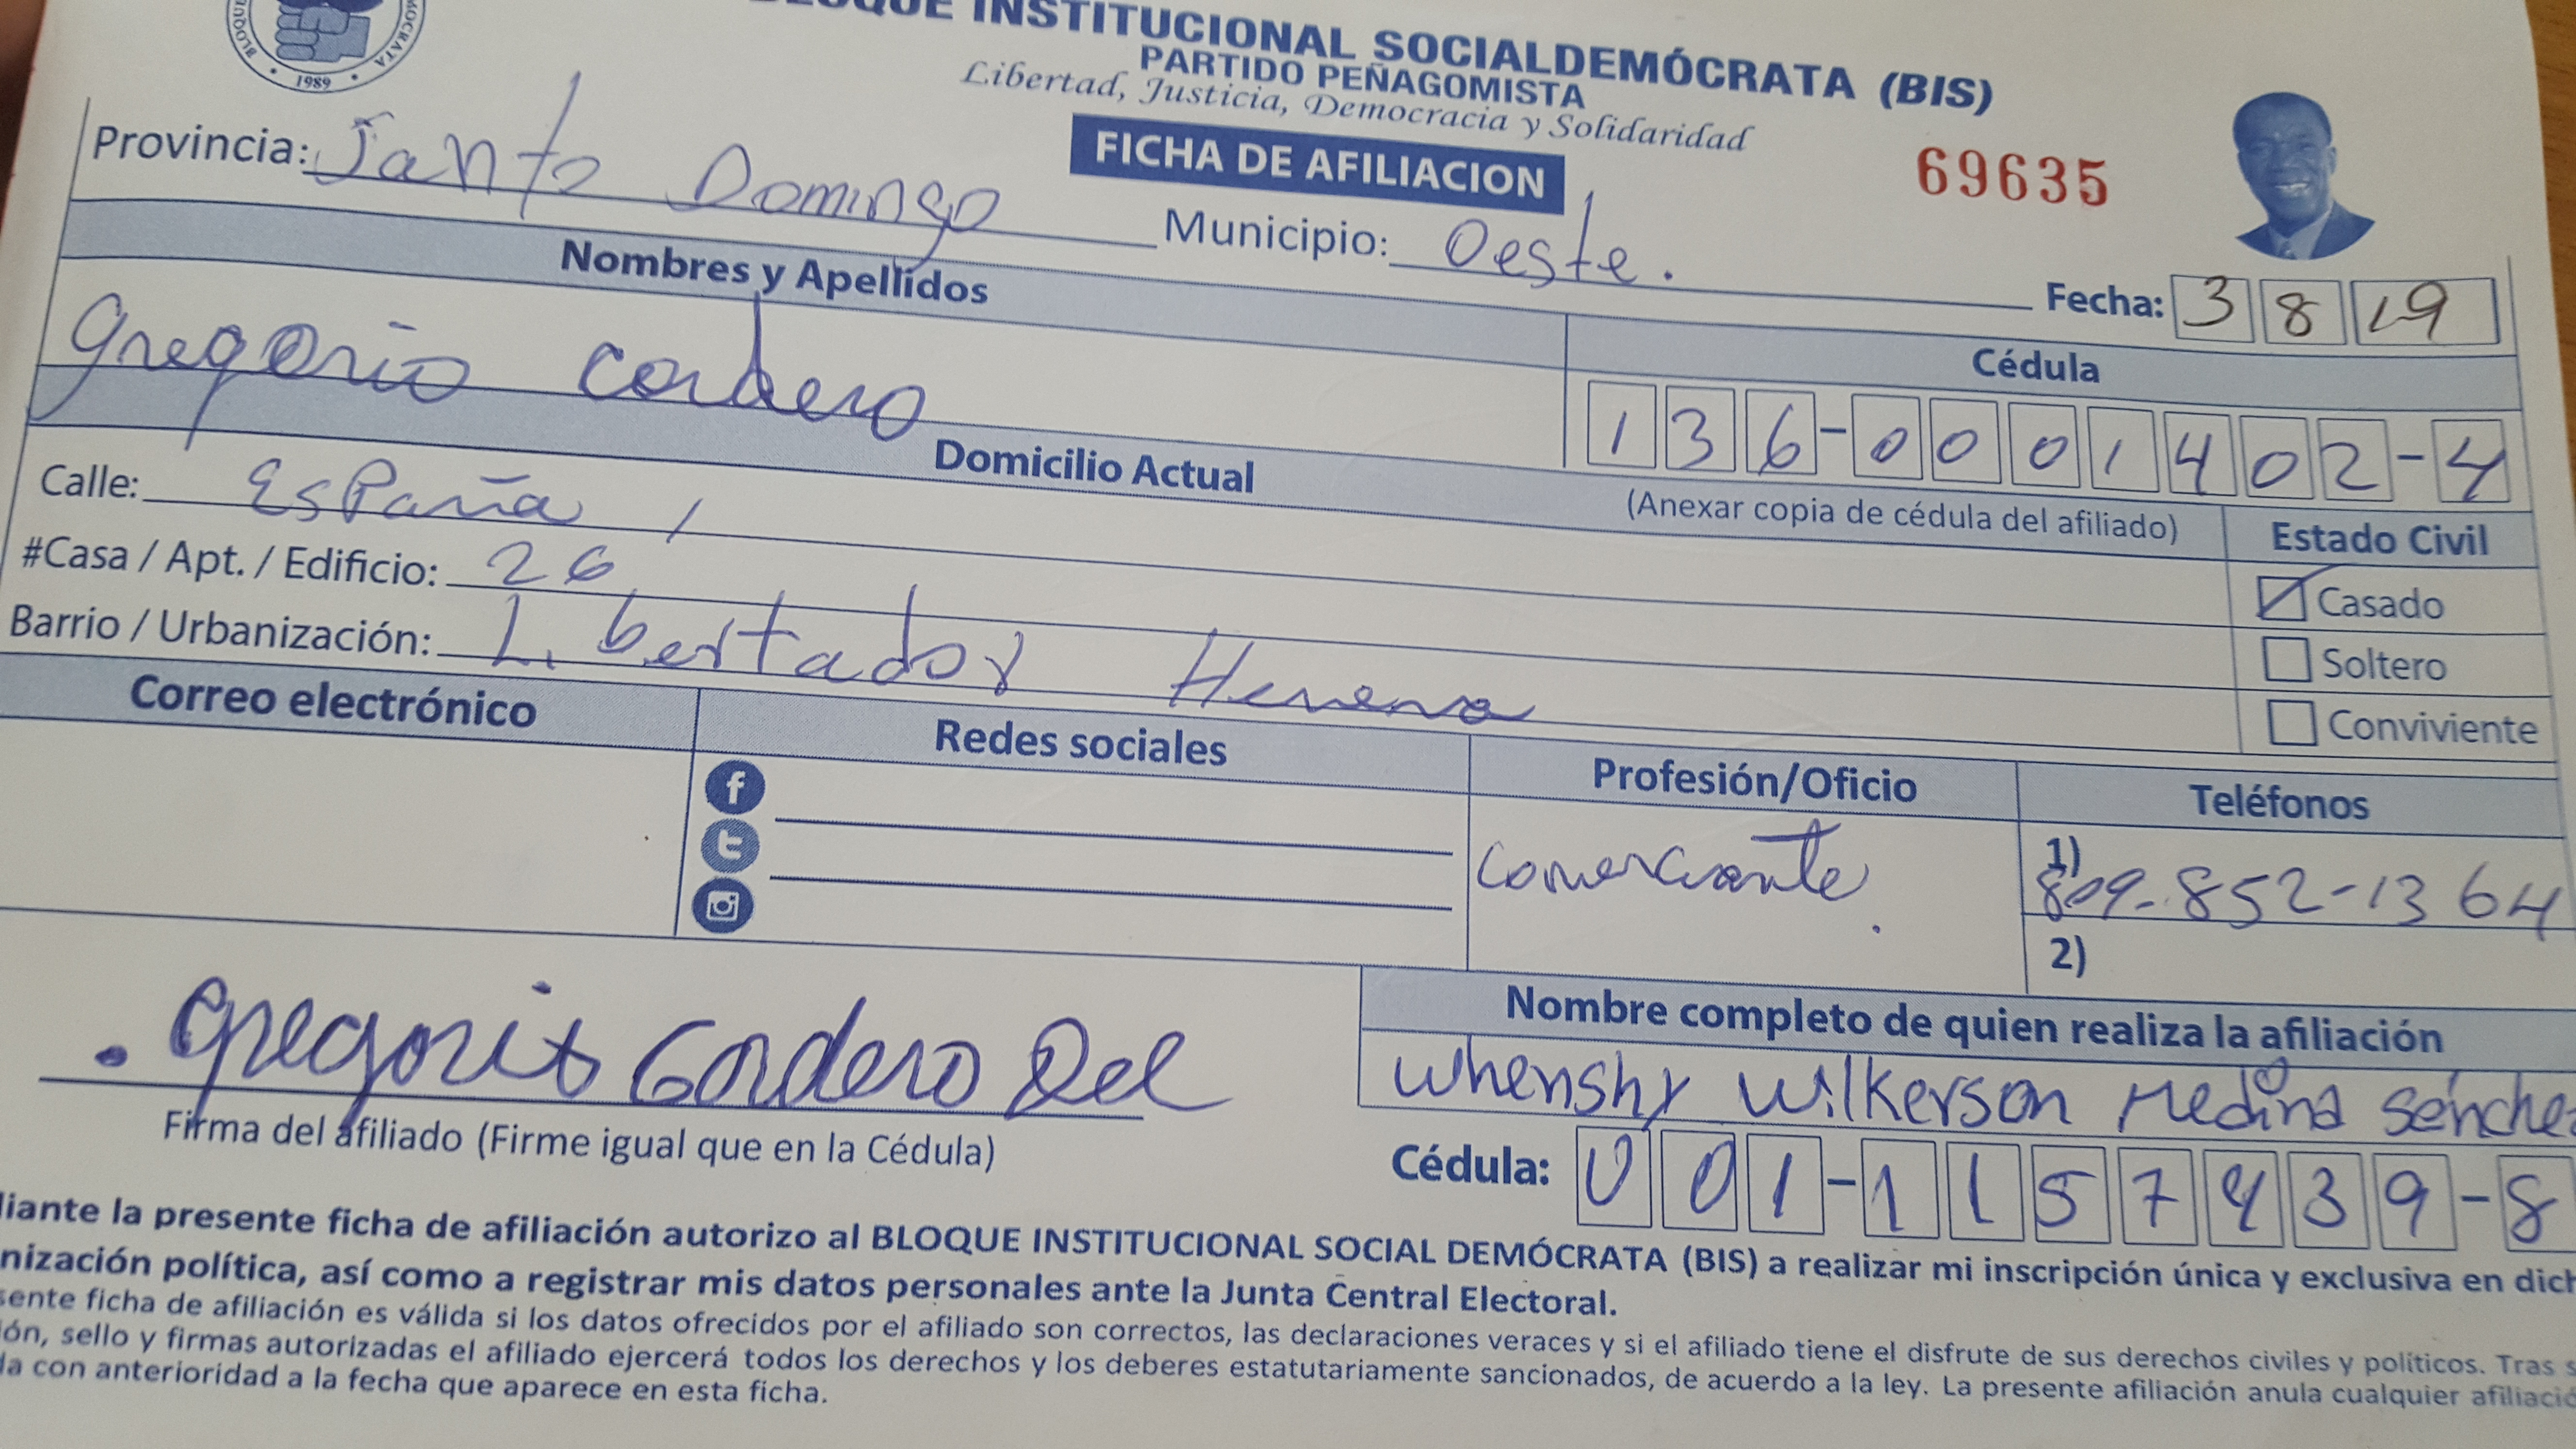 BLOQUE INSTITUCIONAL SOCIALDEMÓCRATA (BIS)
PARTIDO PEÑAGOMISTA
Libertad, Justicia, Democracia y Solidaridad
1989
FICHA DE AFILIACION
69635
Provincia: Santo Domingo Municipio: Oeste.
Fecha: 3 8 19
Nombres y Apellidos
Cédula
Gregorio Cordero
136-0001402-4
Domicilio Actual
(Anexar copia de cédula del afiliado)
Estado Civil
Calle: España,
Casado
#Casa / Apt. / Edificio: 26
Soltero
Barrio / Urbanización: Libertador Herrera
Conviviente
Correo electrónico
Redes sociales
Profesión/Oficio
Teléfonos
comerciante.
1) 809-852-1364
2)
Gregorio Cordero Del
Firma del afiliado (Firme igual que en la Cédula)
Nombre completo de quien realiza la afiliación
Whenshy Wilkerson Medina Sánchez
Cédula: 001-1157439-8
diante la presente ficha de afiliación autorizo al BLOQUE INSTITUCIONAL SOCIAL DEMÓCRATA (BIS) a realizar mi inscripción única y exclusiva en dich
nización política, así como a registrar mis datos personales ante la Junta Central Electoral.
sente ficha de afiliación es válida si los datos ofrecidos por el afiliado son correctos, las declaraciones veraces y si el afiliado tiene el disfrute de sus derechos civiles y políticos. Tras s
ión, sello y firmas autorizadas el afiliado ejercerá todos los derechos y los deberes estatutariamente sancionados, de acuerdo a la ley. La presente afiliación anula cualquier afiliació
da con anterioridad a la fecha que aparece en esta ficha.